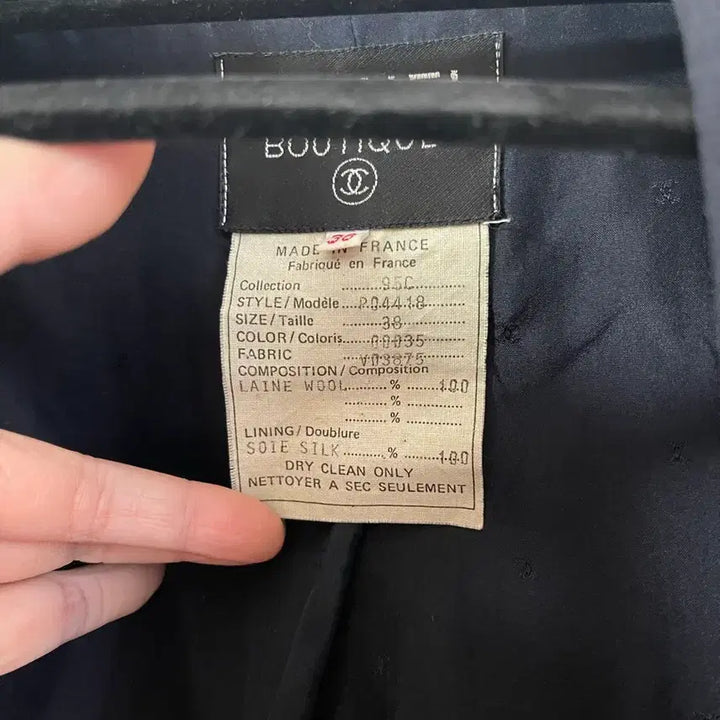 BOUTIQUE
38
MADE IN FRANCE
Fabriqué en France
Collection ........... 95C
STYLE/Modèle....P04418
SIZE/Taille ........... 38
COLOR/Coloris....00035
FABRIC ........... V03875
COMPOSITION/Composition
LAINE WOOL........%........100
........%........
........%........
LINING/Doublure
SOIE SILK........%........100
DRY CLEAN ONLY
NETTOYER A SEC SEULEMENT